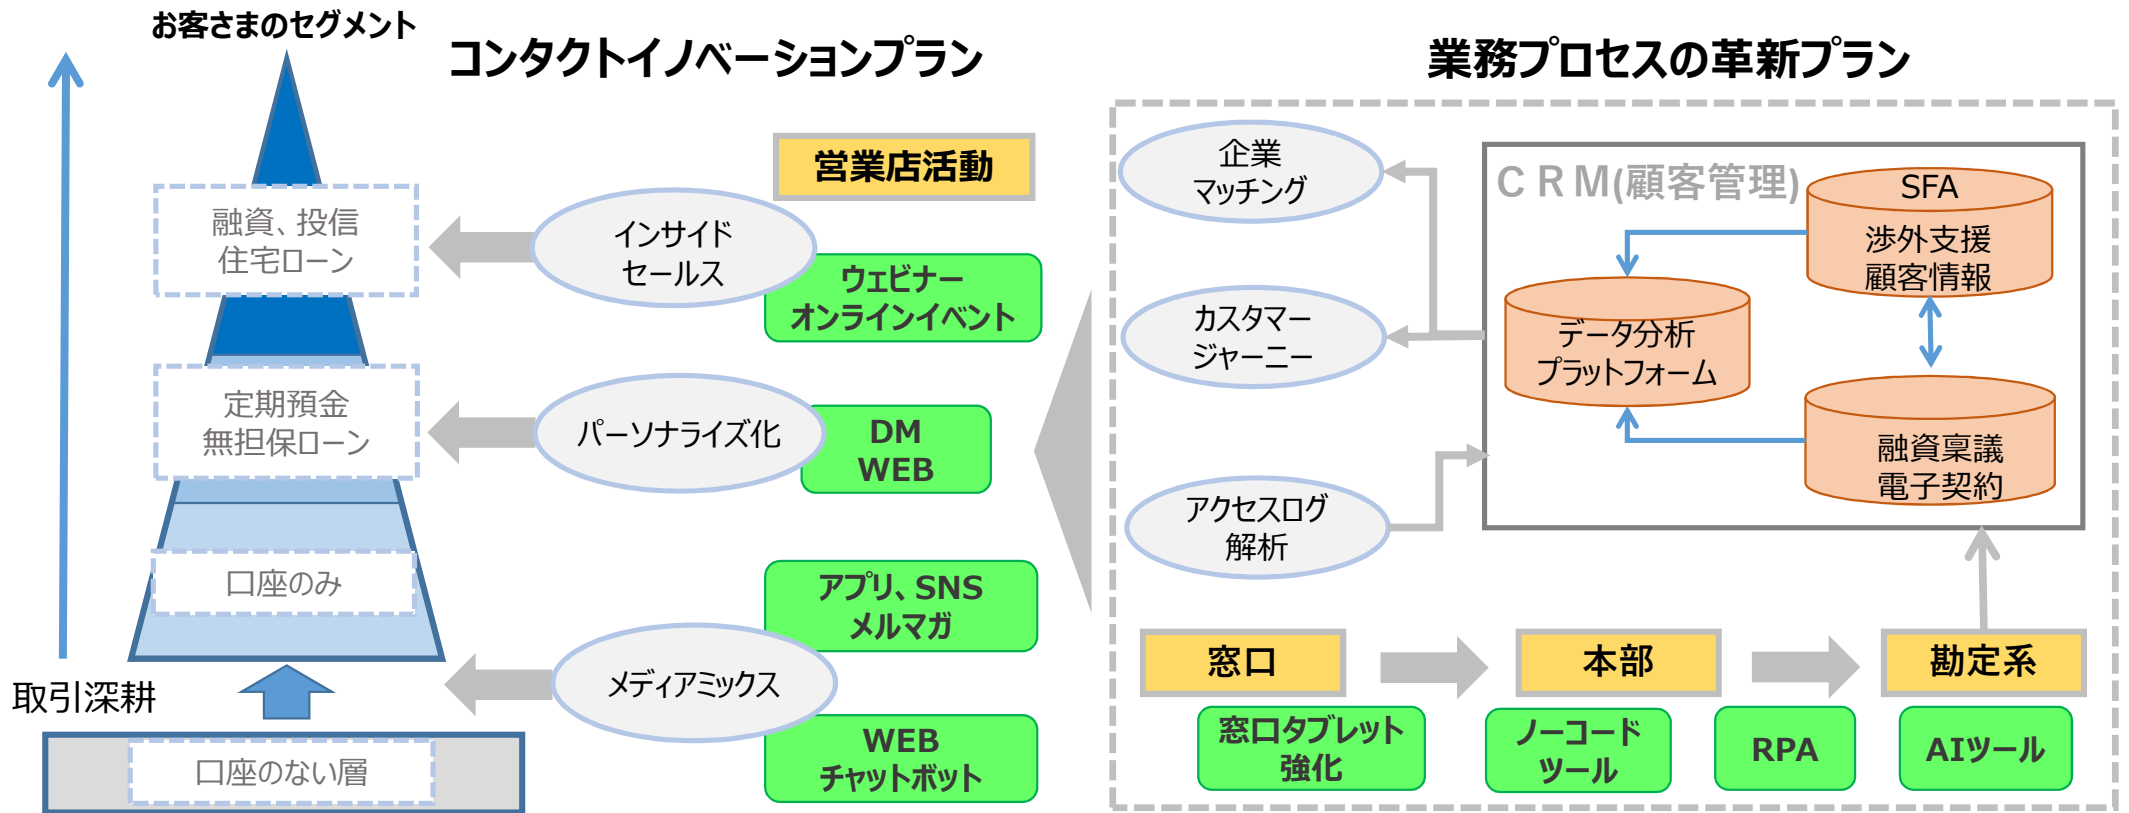 お客さまのセグメント
コンタクトイノベーションプラン
業務プロセスの革新プラン
融資、投信
住宅ローン
定期預金
無担保ローン
口座のみ
取引深耕
口座のない層
営業店活動
インサイド
セールス
ウェビナー
オンラインイベント
パーソナライズ化
DM
WEB
アプリ、SNS
メルマガ
メディアミックス
WEB
チャットボット
企業
マッチング
カスタマー
ジャーニー
アクセスログ
解析
ＣＲＭ(顧客管理)
SFA
渉外支援
顧客情報
データ分析
プラットフォーム
融資稟議
電子契約
窓口
本部
勘定系
窓口タブレット
強化
ノーコード
ツール
RPA
AIツール